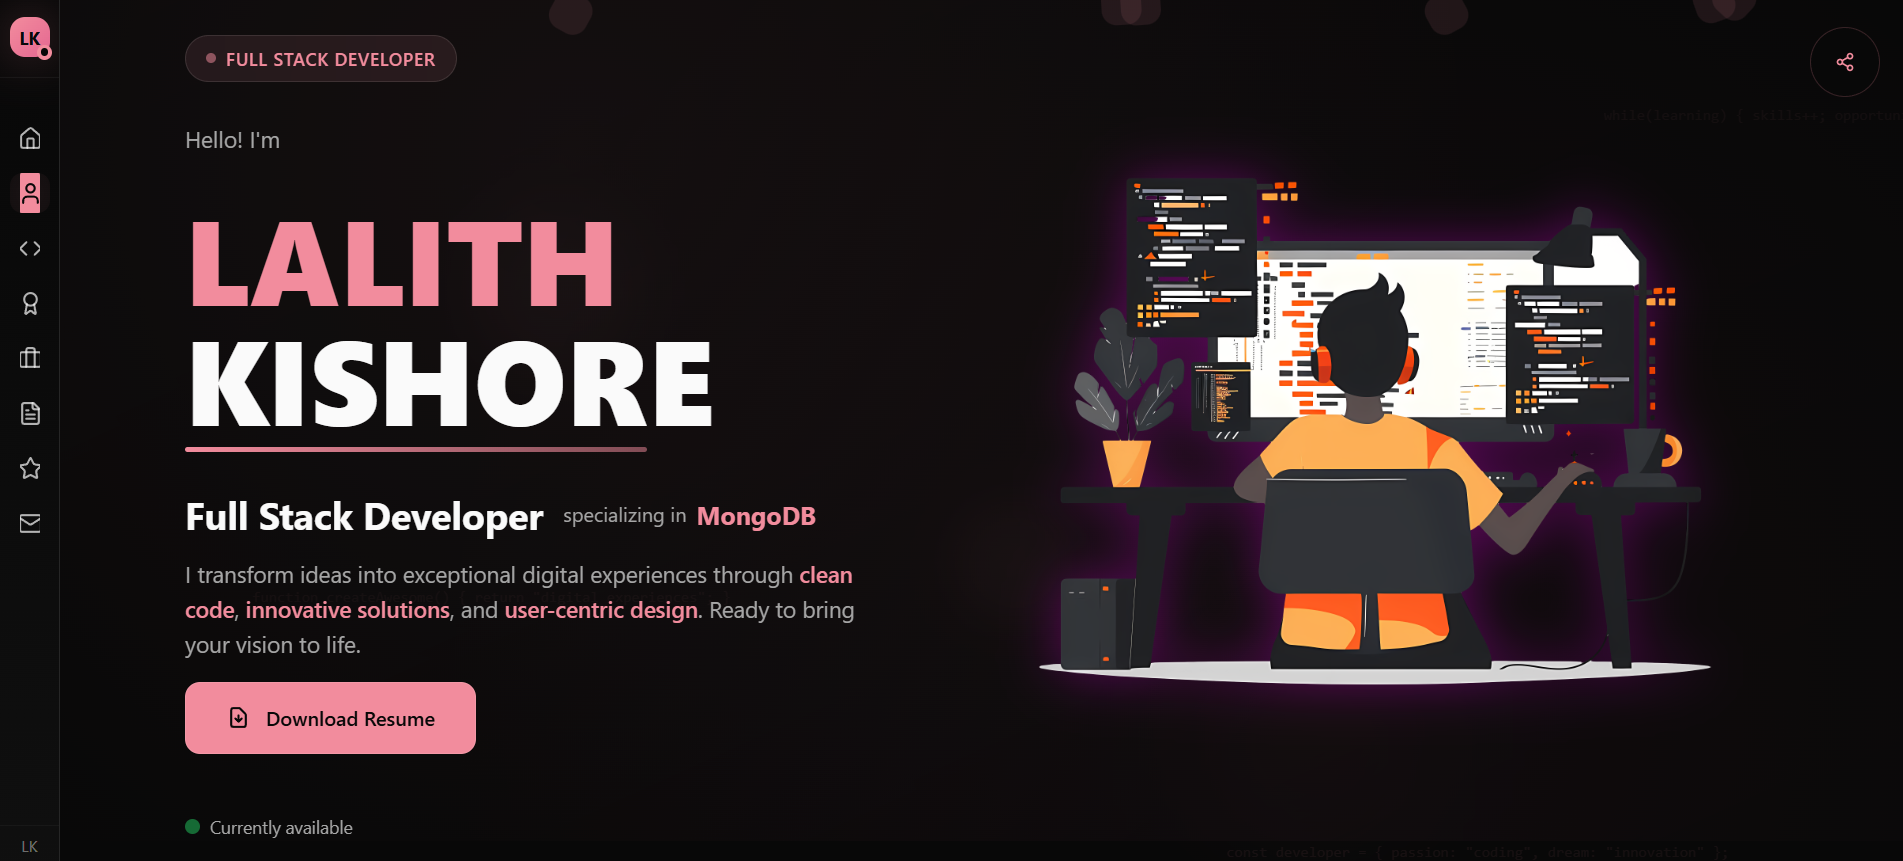 LK
FULL STACK DEVELOPER
while(learning) { skills++; opportun
Hello! I'm
LALITH
KISHORE
Full Stack Developer specializing in MongoDB
I transform ideas into exceptional digital experiences through clean
code, innovative solutions, and user-centric design. Ready to bring
your vision to life.
Download Resume
Currently available
LK
const developer = { passion: "coding", dream: "innovation" };